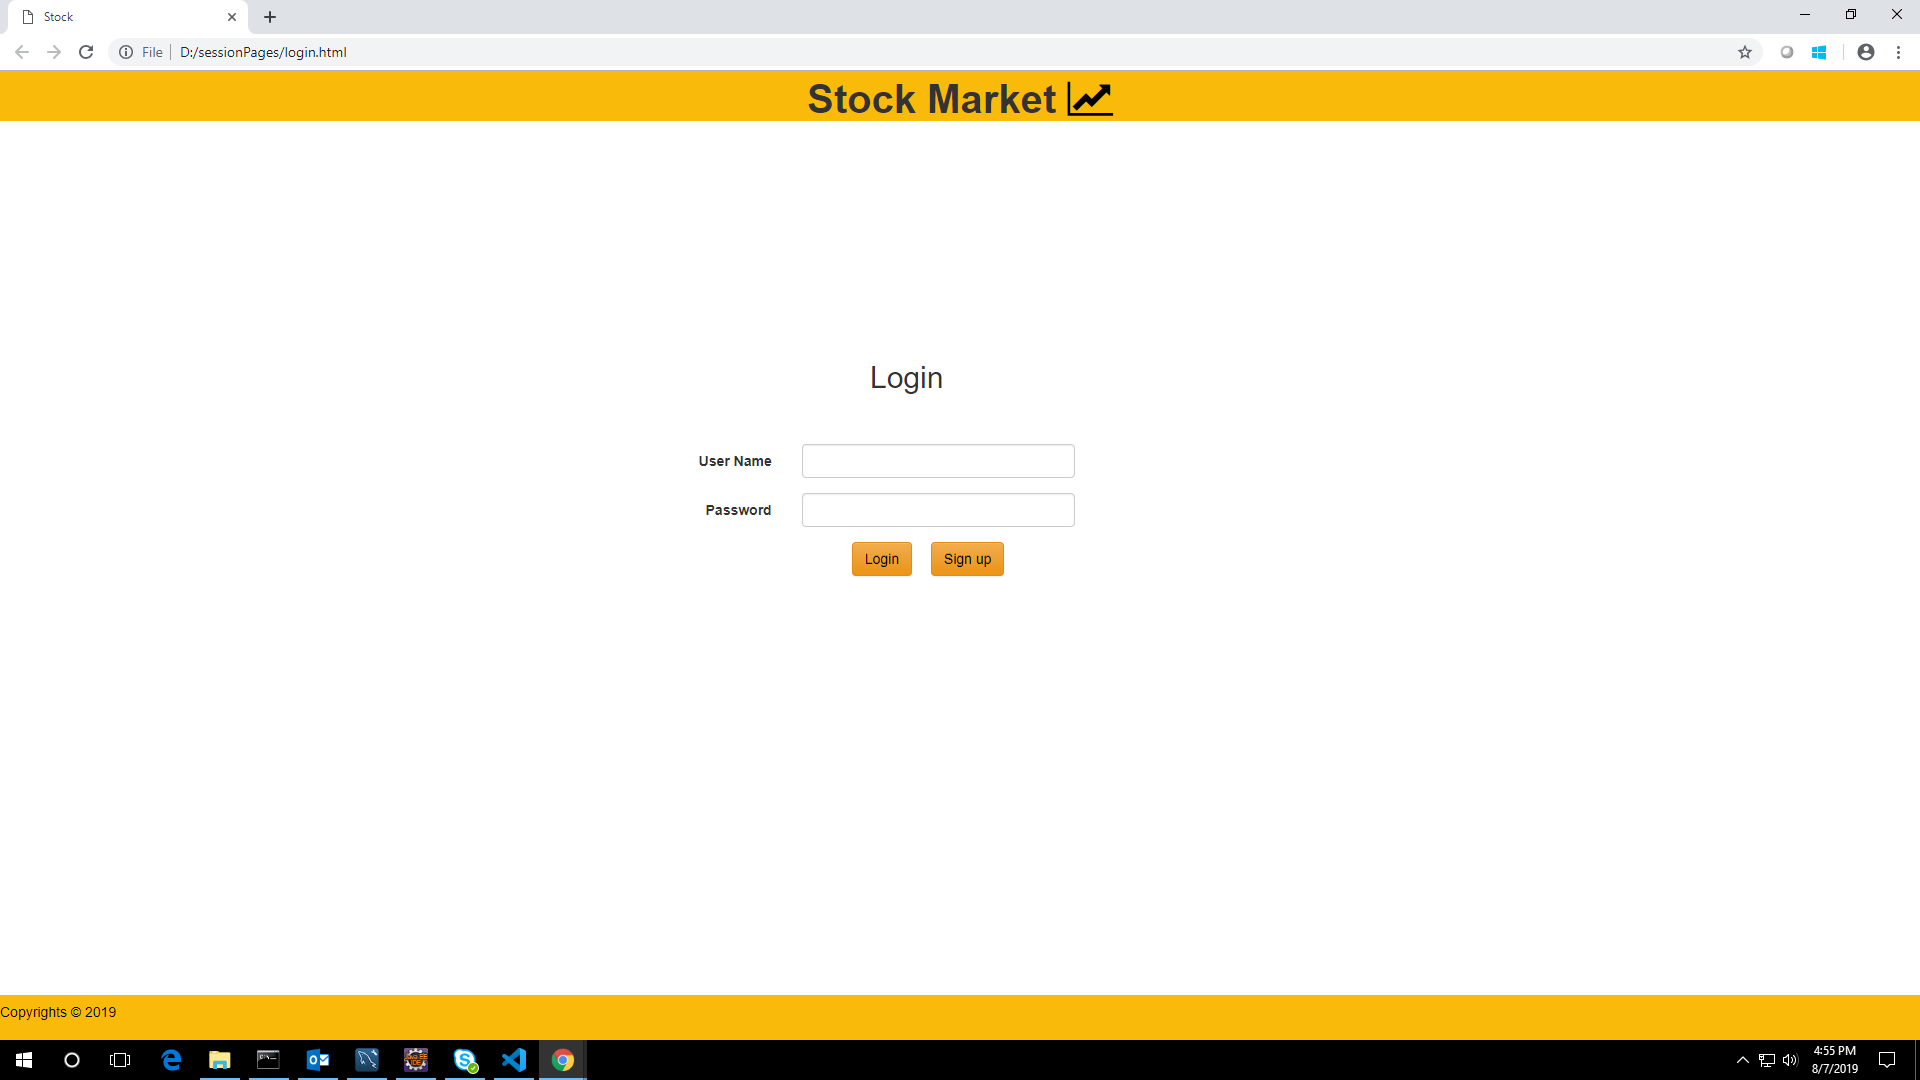 Stock
File
D:/sessionPages/login.html
Stock Market
Login
User Name
Password
Login Sign up
Copyrights © 2019
4:55 PM
8/7/2019